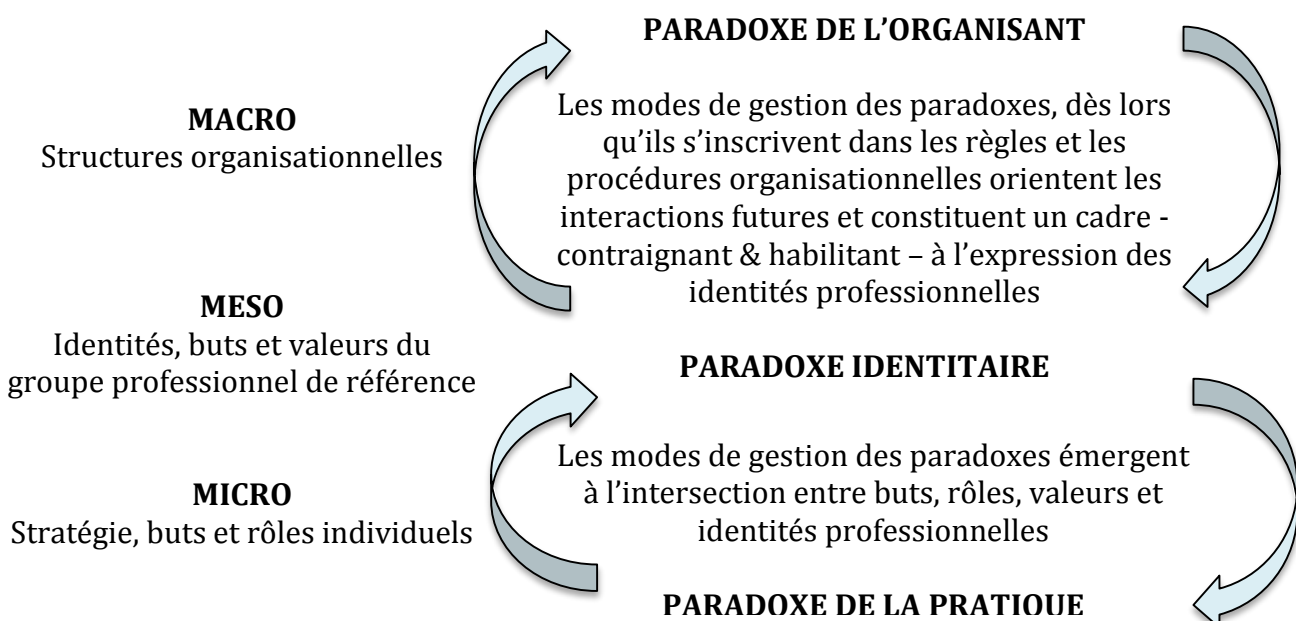 PARADOXE DE L’ORGANISANT
MACRO
Structures organisationnelles
Les modes de gestion des paradoxes, dès lors
qu’ils s’inscrivent dans les règles et les
procédures organisationnelles orientent les
interactions futures et constituent un cadre -
contraignant & habilitant – à l’expression des
identités professionnelles
MESO
Identités, buts et valeurs du
groupe professionnel de référence
PARADOXE IDENTITAIRE
MICRO
Stratégie, buts et rôles individuels
Les modes de gestion des paradoxes émergent
à l’intersection entre buts, rôles, valeurs et
identités professionnelles
PARADOXE DE LA PRATIQUE